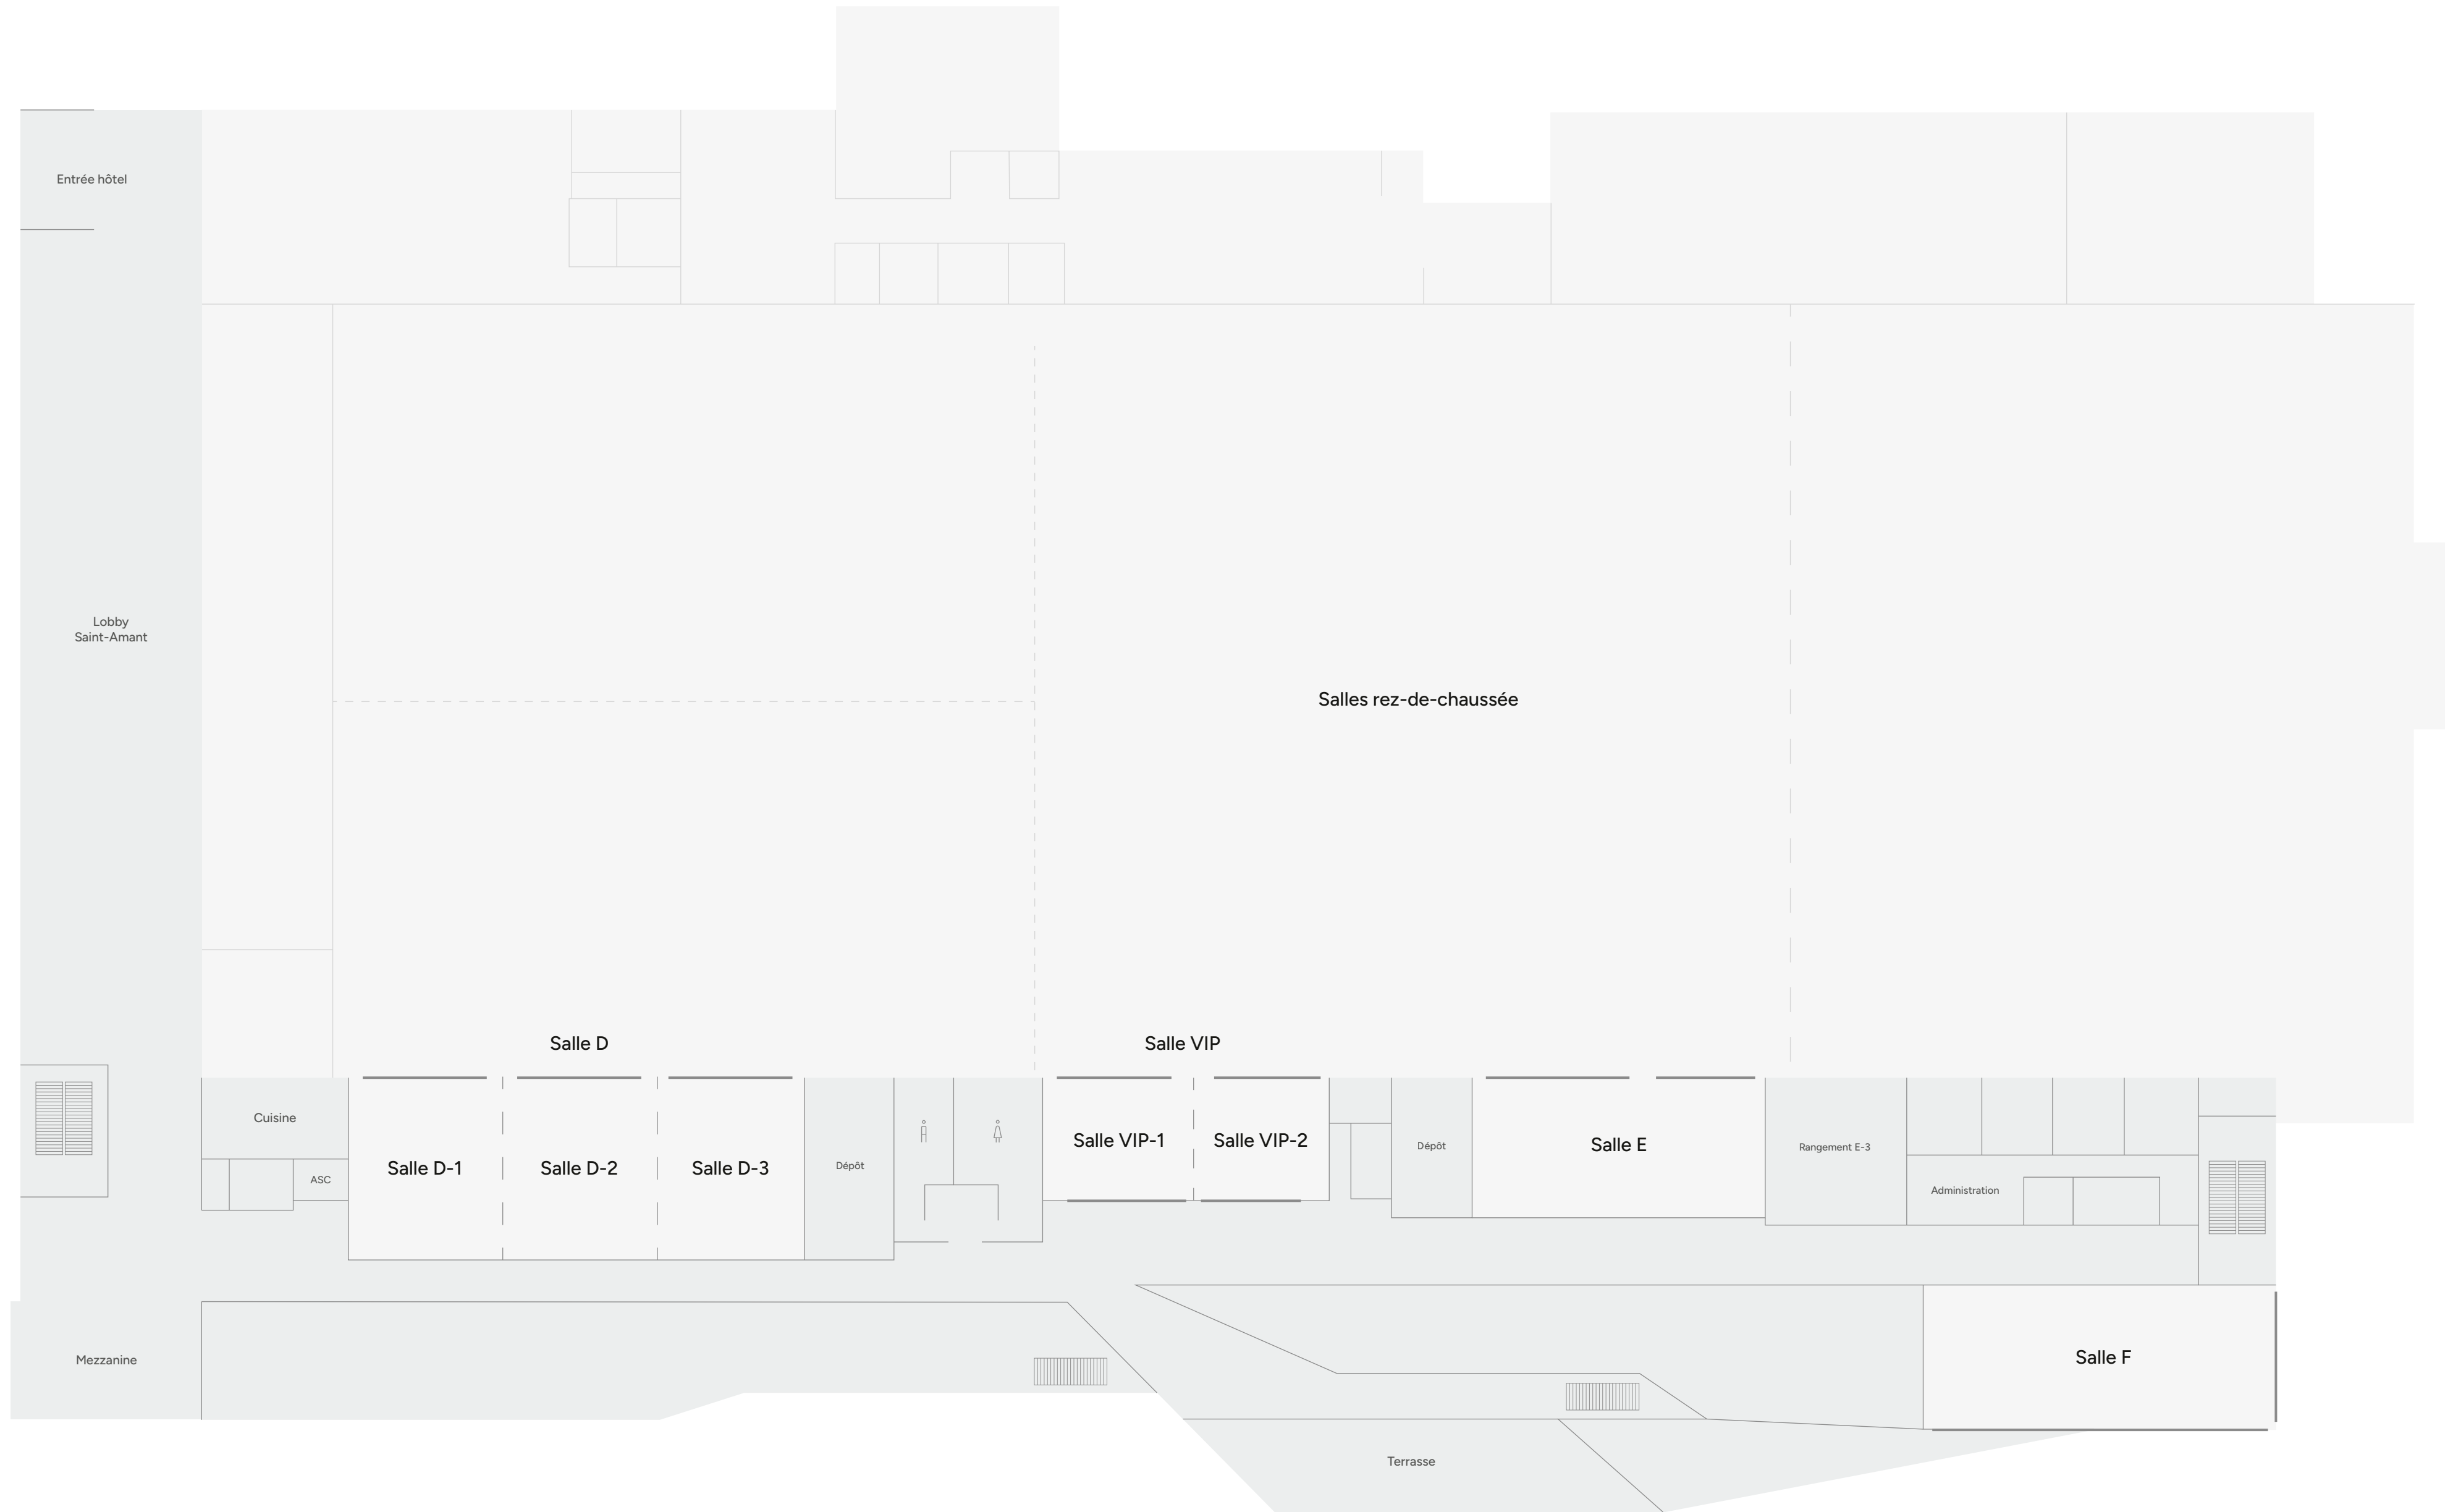 Entrée hôtel
Lobby
Saint-Amant
Salles rez-de-chaussée
Salle D
Salle VIP
Cuisine
ASC
Salle D-1
Salle D-2
Salle D-3
Dépôt
Salle VIP-1
Salle VIP-2
Dépôt
Salle E
Rangement E-3
Administration
Mezzanine
Salle F
Terrasse